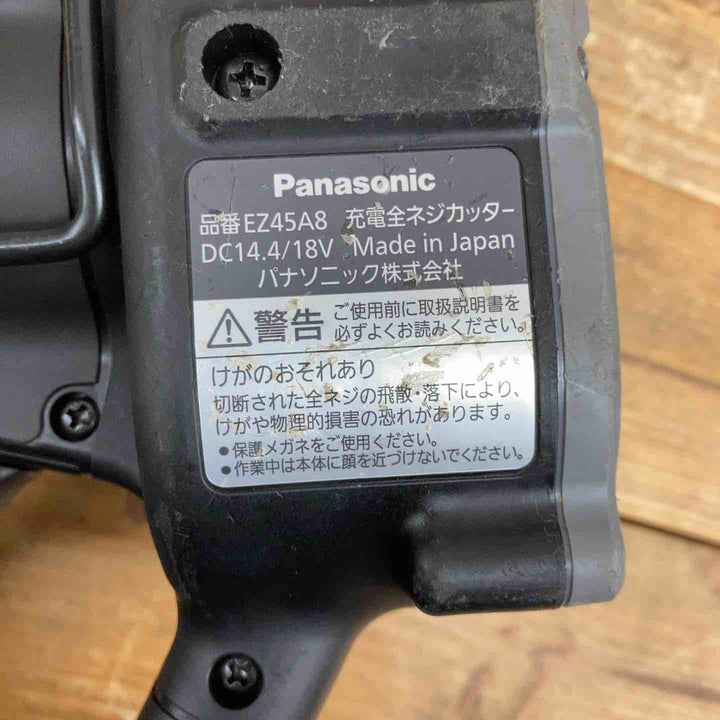 Panasonic
品番 EZ45A8 充電全ネジカッター
DC14.4/18V Made in Japan
パナソニック株式会社
警告 ご使用前に取扱説明書を
必ずよくお読みください。
けがのおそれあり
切断された全ネジの飛散・落下により、
けがや物理的損害の恐れがあります。
●保護メガネをご使用ください。
●作業中は本体に顔を近づけないでください。